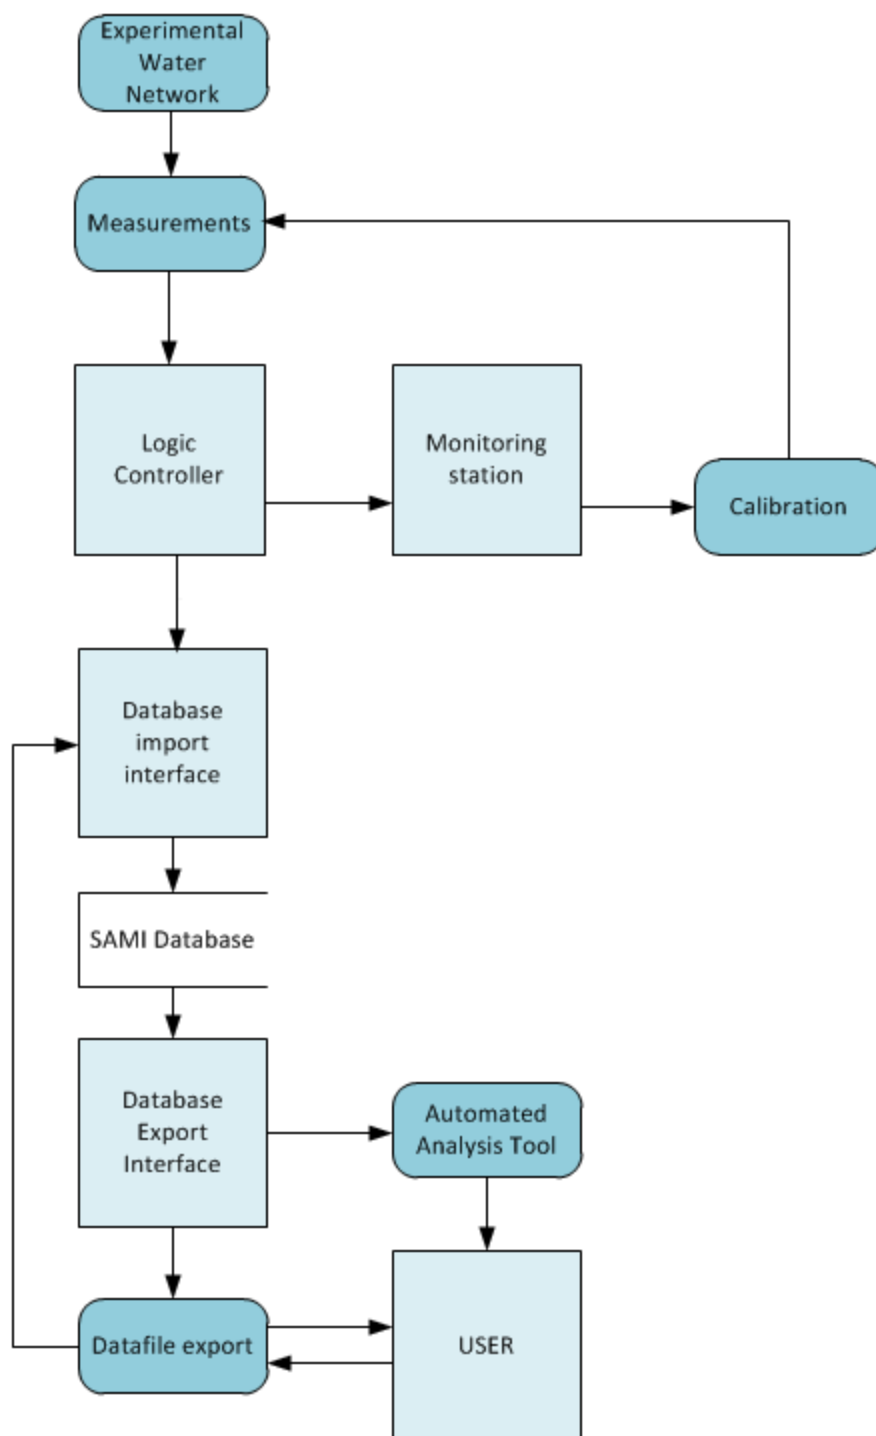 Experimental
Water
Network
Measurements
Logic
Controller
Monitoring
station
Calibration
Database
import
interface
SAMI Database
Database
Export
Interface
Automated
Analysis Tool
Datafile export
USER